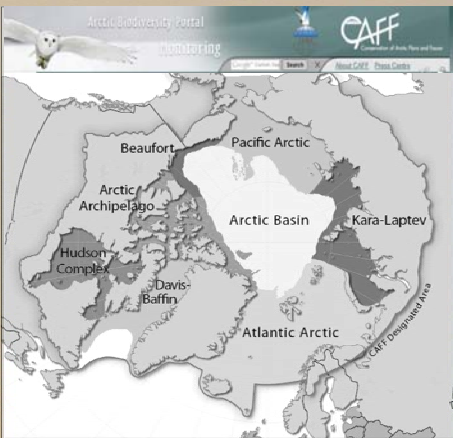 Arctic Biodiversity Portal
Monitoring
CAFF
Conservation of Arctic Flora and Fauna
Search X About CAFF Press Centre
Beaufort
Pacific Arctic
Arctic
Archipelago
Arctic Basin
Kara-Laptev
Hudson
Complex
Davis-
Baffin
Atlantic Arctic
CAFF Designated Area